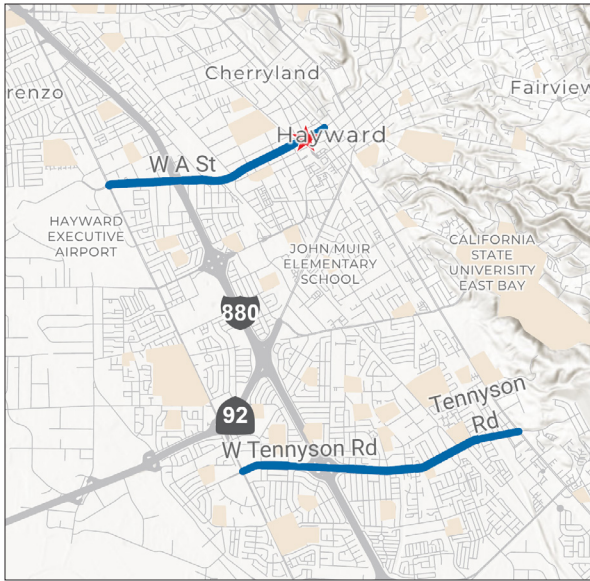 Cherryland
Fairview
renzo
Hayward
W A St
HAYWARD
EXECUTIVE
AIRPORT
JOHN MUIR
ELEMENTARY
SCHOOL
CALIFORNIA
STATE
UNIVERISITY
EAST BAY
880
Tennyson
Rd
92
W Tennyson Rd